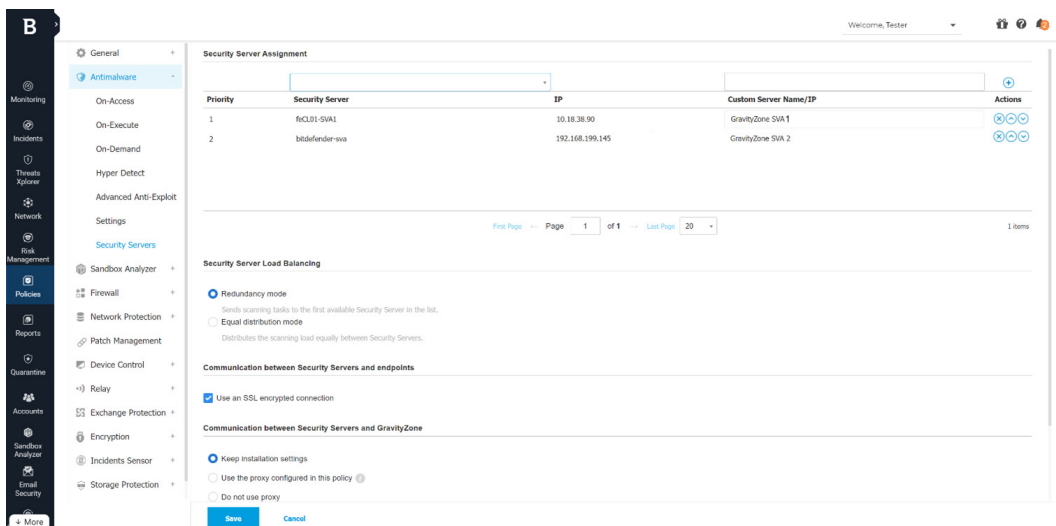 B
Welcome, Tester
2
Monitoring
Incidents
Threats
Xplorer
Network
Risk
Management
Policies
Reports
Quarantine
Accounts
Sandbox
Analyzer
Email
Security
↓ More
General +
Antimalware -
On-Access
On-Execute
On-Demand
Hyper Detect
Advanced Anti-Exploit
Settings
Security Servers
Sandbox Analyzer +
Firewall +
Network Protection +
Patch Management
Device Control +
Relay +
Exchange Protection +
Encryption +
Incidents Sensor +
Storage Protection +
Security Server Assignment
Priority Security Server IP Custom Server Name/IP Actions
1 feCL01-SVA1 10.18.38.90 GravityZone SVA 1
2 bitdefender-sva 192.168.199.145 GravityZone SVA 2
First Page ← Page 1 of 1 → Last Page 20 1 items
Security Server Load Balancing
Redundancy mode
Sends scanning tasks to the first available Security Server in the list.
Equal distribution mode
Distributes the scanning load equally between Security Servers.
Communication between Security Servers and endpoints
Use an SSL encrypted connection
Communication between Security Servers and GravityZone
Keep installation settings
Use the proxy configured in this policy
Do not use proxy
Save Cancel